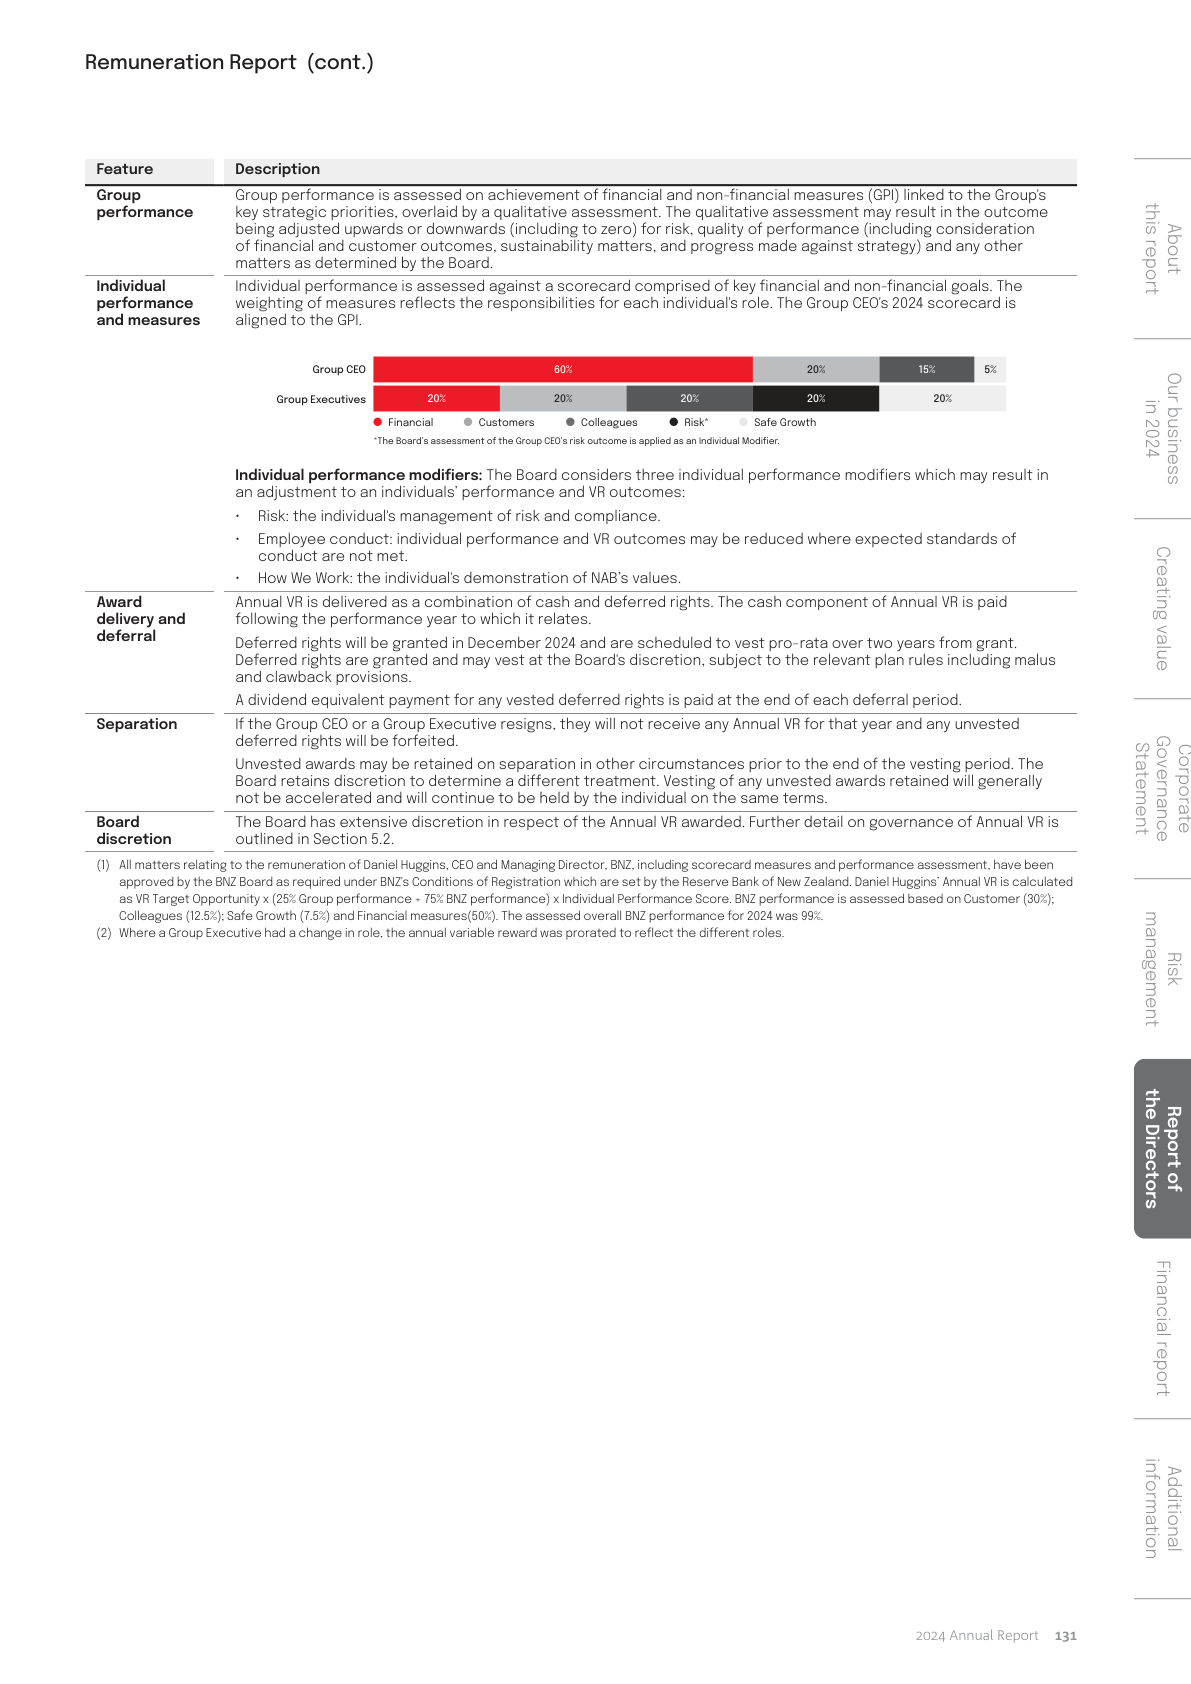 Remuneration Report (cont.)
Feature
Description
Group
performance
Group performance is assessed on achievement of financial and non-financial measures (GPI) linked to the Group's
key strategic priorities, overlaid by a qualitative assessment. The qualitative assessment may result in the outcome
being adjusted upwards or downwards (including to zero) for risk, quality of performance (including consideration
of financial and customer outcomes, sustainability matters, and progress made against strategy) and any other
matters as determined by the Board.
Individual
performance
and measures
Individual performance is assessed against a scorecard comprised of key financial and non-financial goals. The
weighting of measures reflects the responsibilities for each individual's role. The Group CEO's 2024 scorecard is
aligned to the GPI.
Group CEO 60% 20% 15% 5%
Group Executives 20% 20% 20% 20% 20%
Financial Customers Colleagues Risk* Safe Growth
*The Board's assessment of the Group CEO's risk outcome is applied as an Individual Modifier.
Individual performance modifiers: The Board considers three individual performance modifiers which may result in
an adjustment to an individuals' performance and VR outcomes:
• Risk: the individual's management of risk and compliance.
• Employee conduct: individual performance and VR outcomes may be reduced where expected standards of
conduct are not met.
• How We Work: the individual's demonstration of NAB's values.
Award
delivery and
deferral
Annual VR is delivered as a combination of cash and deferred rights. The cash component of Annual VR is paid
following the performance year to which it relates.
Deferred rights will be granted in December 2024 and are scheduled to vest pro-rata over two years from grant.
Deferred rights are granted and may vest at the Board's discretion, subject to the relevant plan rules including malus
and clawback provisions.
A dividend equivalent payment for any vested deferred rights is paid at the end of each deferral period.
Separation
If the Group CEO or a Group Executive resigns, they will not receive any Annual VR for that year and any unvested
deferred rights will be forfeited.
Unvested awards may be retained on separation in other circumstances prior to the end of the vesting period. The
Board retains discretion to determine a different treatment. Vesting of any unvested awards retained will generally
not be accelerated and will continue to be held by the individual on the same terms.
Board
discretion
The Board has extensive discretion in respect of the Annual VR awarded. Further detail on governance of Annual VR is
outlined in Section 5.2.
(1) All matters relating to the remuneration of Daniel Huggins, CEO and Managing Director, BNZ, including scorecard measures and performance assessment, have been
approved by the BNZ Board as required under BNZ's Conditions of Registration which are set by the Reserve Bank of New Zealand. Daniel Huggins' Annual VR is calculated
as VR Target Opportunity x (25% Group performance + 75% BNZ performance) x Individual Performance Score. BNZ performance is assessed based on Customer (30%);
Colleagues (12.5%); Safe Growth (7.5%) and Financial measures(50%). The assessed overall BNZ performance for 2024 was 99%.
(2) Where a Group Executive had a change in role, the annual variable reward was prorated to reflect the different roles.
About
this report
Our business
in 2024
Creating value
Corporate
Governance
Statement
Risk
management
Report of
the Directors
Financial report
Additional
information
2024 Annual Report 131